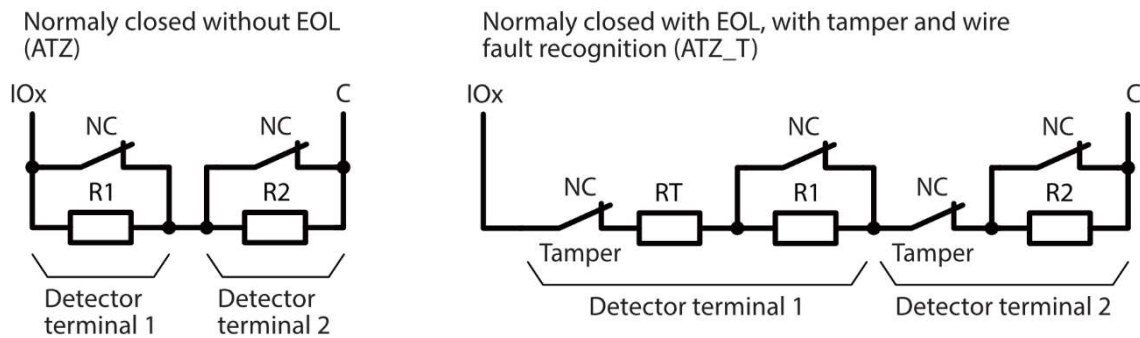 Normaly closed without EOL
(ATZ)
IOx
C
NC
NC
R1
R2
Detector
terminal 1
Detector
terminal 2
Normaly closed with EOL, with tamper and wire
fault recognition (ATZ_T)
IOx
C
NC
NC
NC
RT
R1
NC
R2
Tamper
Tamper
Detector terminal 1
Detector terminal 2